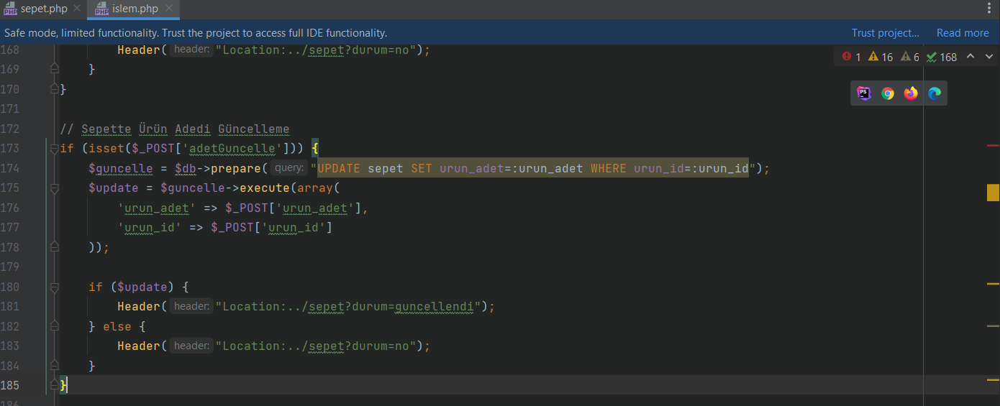 sepet.php islem.php
Safe mode, limited functionality. Trust the project to access full IDE functionality. Trust project... Read more
168 Header( header: "Location:../sepet?durum=no");
1 16 6 168
169 }
170 }
171
172 // Sepette Ürün Adedi Güncelleme
173 if (isset($_POST['adetGuncelle'])) {
174 $guncelle = $db->prepare( query: "UPDATE sepet SET urun_adet=:urun_adet WHERE urun_id=:urun_id");
175 $update = $guncelle->execute(array(
176 'urun_adet' => $_POST['urun_adet'],
177 'urun_id' => $_POST['urun_id']
178 ));
179
180 if ($update) {
181 Header( header: "Location:../sepet?durum=guncellendi");
182 } else {
183 Header( header: "Location:../sepet?durum=no");
184 }
185 }
186